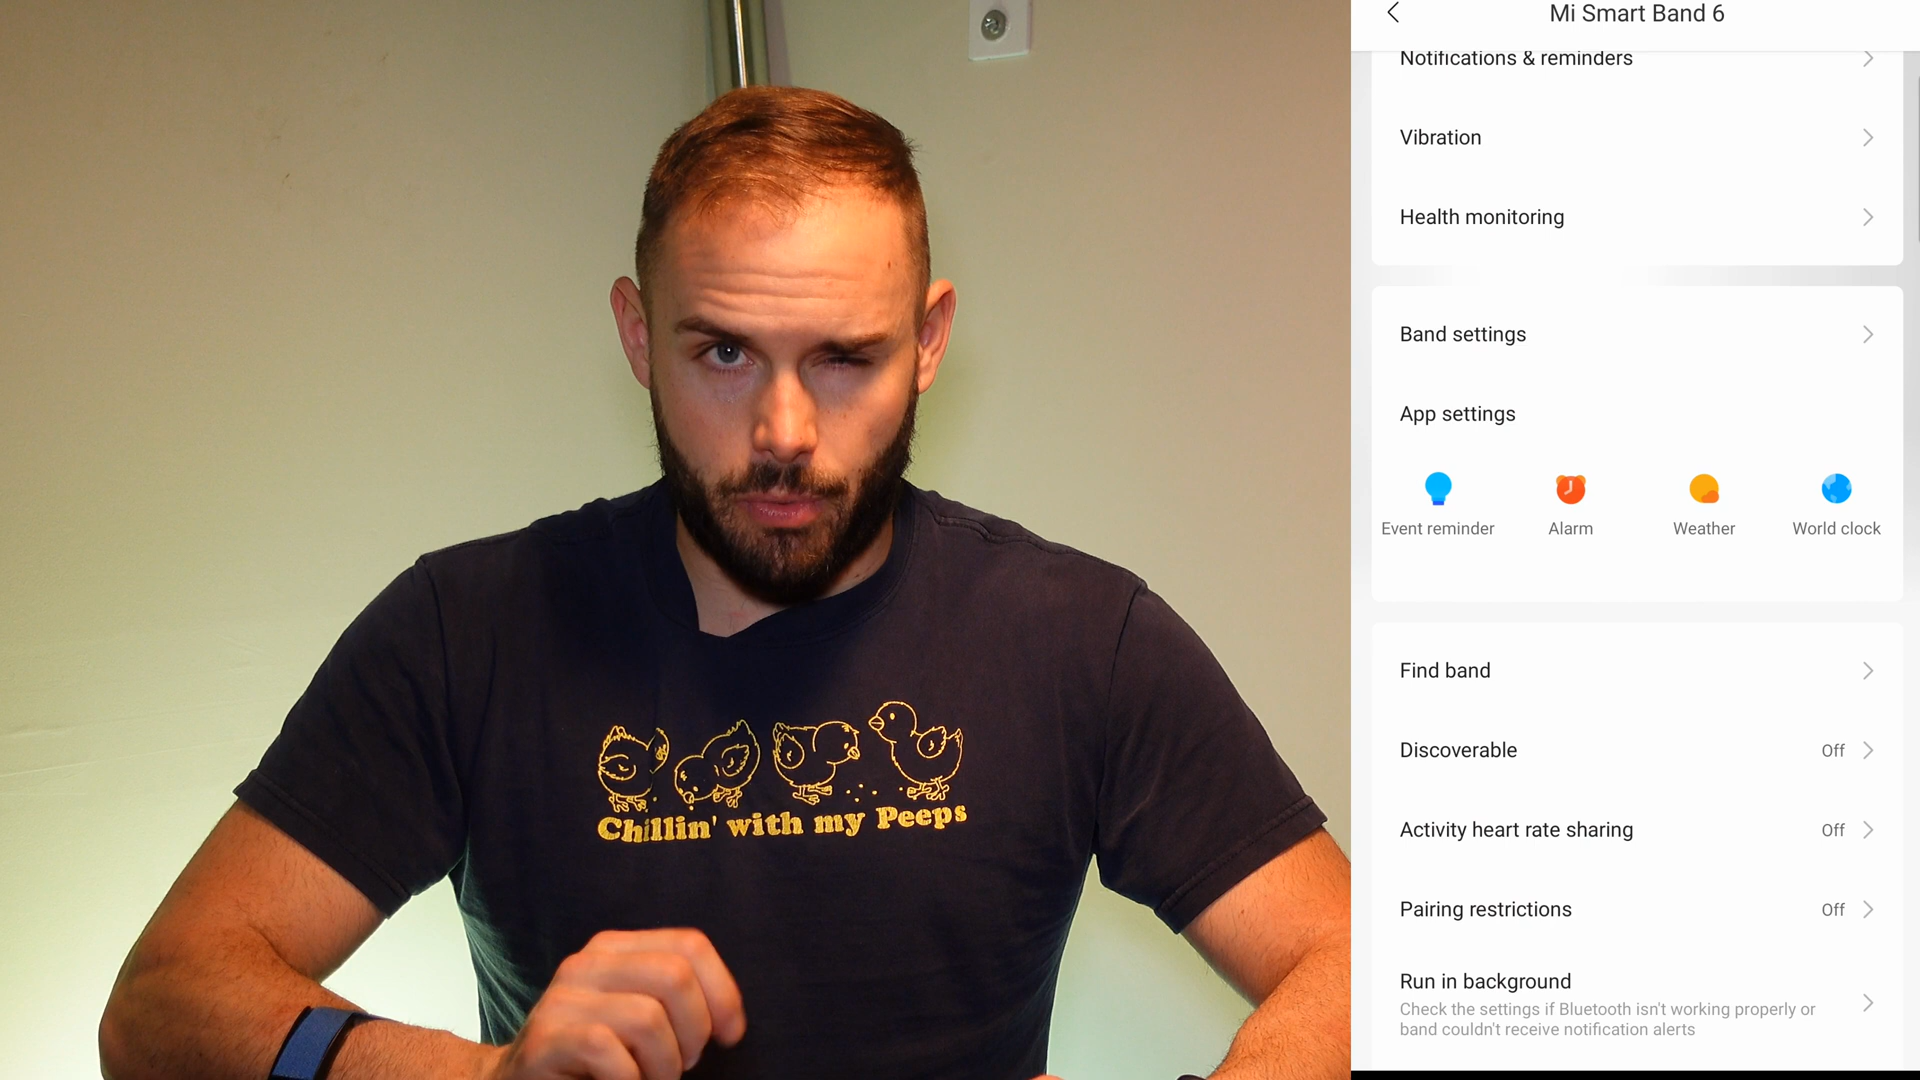 Chillin' with my Peeps
Mi Smart Band 6
Notifications & reminders
Vibration
Health monitoring
Band settings
App settings
Event reminder
Alarm
Weather
World clock
Find band
Discoverable
Off
Activity heart rate sharing
Off
Pairing restrictions
Off
Run in background
Check the settings if Bluetooth isn't working properly or
band couldn't receive notification alerts